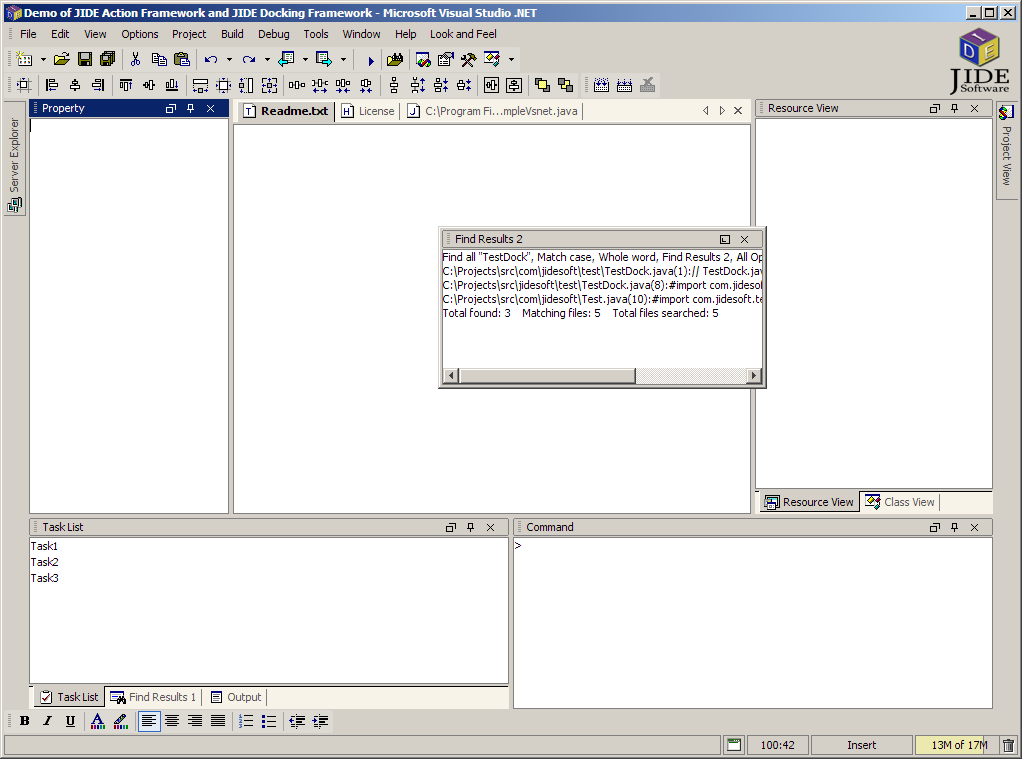 Demo of JIDE Action Framework and JIDE Docking Framework - Microsoft Visual Studio .NET
File Edit View Options Project Build Debug Tools Window Help Look and Feel
JIDE
Software
Property
Readme.txt License C:\Program Fi...mpleVsnet.java
Resource View
Server Explorer
Project View
Find Results 2
Find all "TestDock", Match case, Whole word, Find Results 2, All Op
C:\Projects\src\com\jidesoft\test\TestDock.java(1):// TestDock.jav
C:\Projects\src\jidesoft\test\TestDock.java(8):#import com.jidesof
C:\Projects\src\com\jidesoft\Test.java(10):#import com.jidesoft.te
Total found: 3 Matching files: 5 Total files searched: 5
Resource View Class View
Task List
Command
Task1
Task2
Task3
>
Task List Find Results 1 Output
B I U A
100:42 Insert 13M of 17M